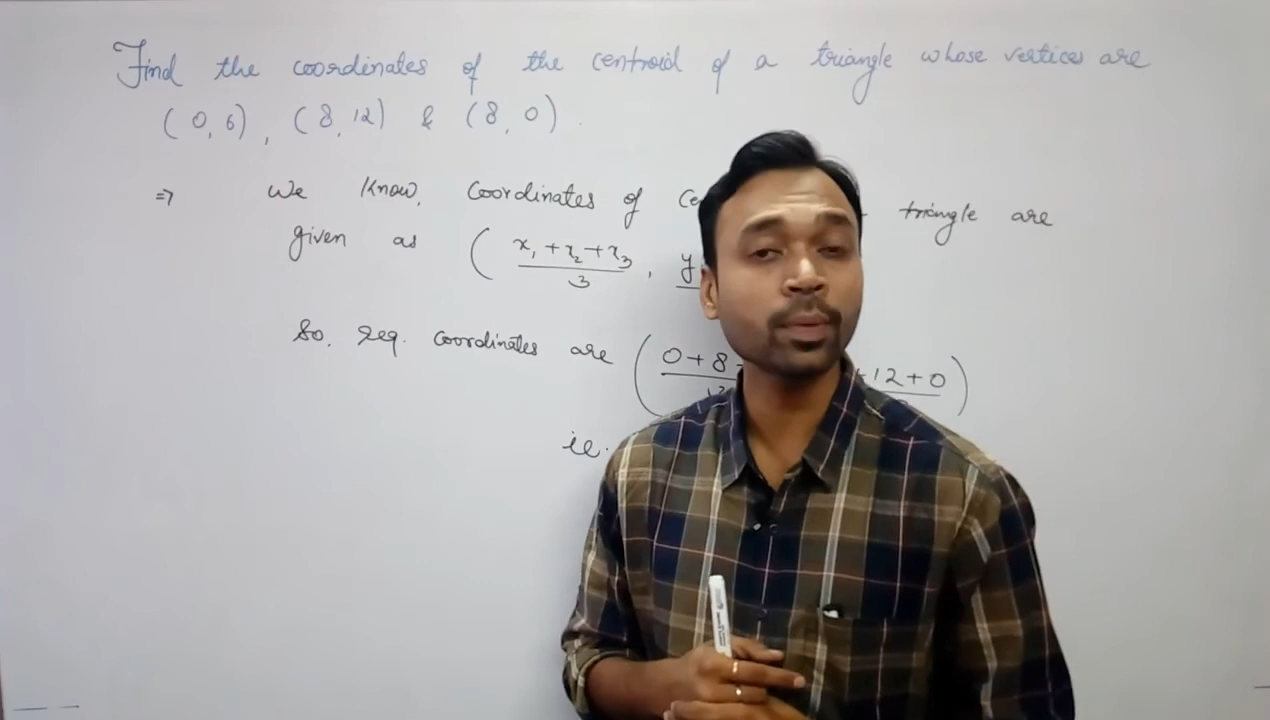 Find the coordinates of the centroid of a triangle whose vertices are
(0,6), (8,12) & (8,0).
⇒ We know, coordinates of triangle are
given as ( x₁+x₂+x₃ / 3 , y
So. req. coordinates are ( 0+8 +12+0 )
ie.